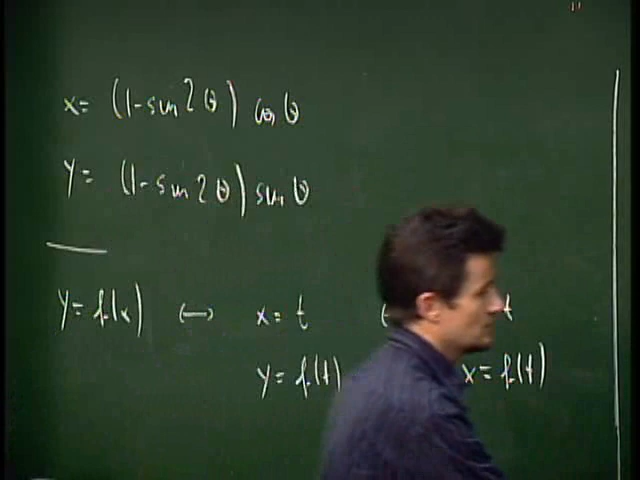 x = (1 - sin 2θ) cos θ
y = (1 - sin 2θ) sin θ
y = f(x) ↔ x = t t
y = f(t) x = f(t)